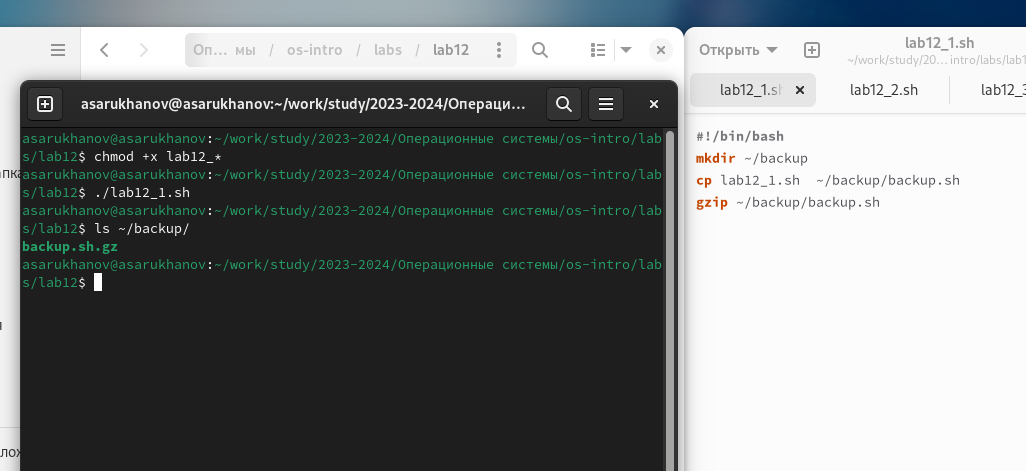 Оп… мы / os-intro / labs / lab12
Открыть
lab12_1.sh
~/work/study/20… intro/labs/lab1
lab12_1.sh
lab12_2.sh
lab12_3
asarukhanov@asarukhanov:~/work/study/2023-2024/Операци…
asarukhanov@asarukhanov:~/work/study/2023-2024/Операционные системы/os-intro/lab
s/lab12$ chmod +x lab12_*
asarukhanov@asarukhanov:~/work/study/2023-2024/Операционные системы/os-intro/lab
s/lab12$ ./lab12_1.sh
asarukhanov@asarukhanov:~/work/study/2023-2024/Операционные системы/os-intro/lab
s/lab12$ ls ~/backup/
backup.sh.gz
asarukhanov@asarukhanov:~/work/study/2023-2024/Операционные системы/os-intro/lab
s/lab12$
#!/bin/bash
mkdir ~/backup
cp lab12_1.sh  ~/backup/backup.sh
gzip ~/backup/backup.sh